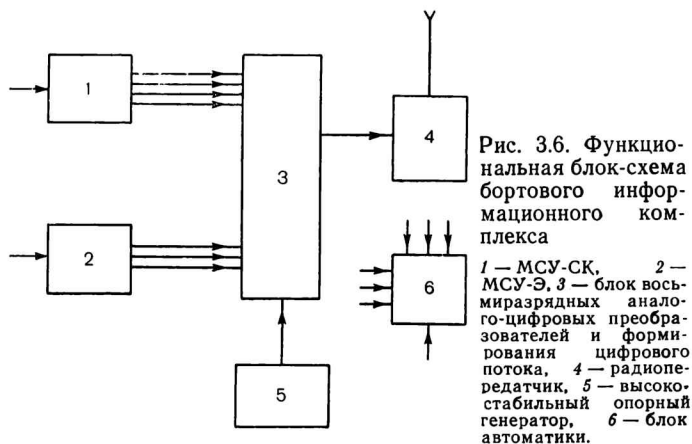 1
2
3
4
5
6
Рис. 3.6. Функцио-
нальная блок-схема
бортового инфор-
мационного ком-
плекса
1 — МСУ-СК, 2 —
МСУ-Э, 3 — блок вось-
миразрядных анало-
го-цифровых преобра-
зователей и форми-
рования цифрового
потока, 4 — радиопе-
редатчик, 5 — высоко-
стабильный опорный
генератор, 6 — блок
автоматики.